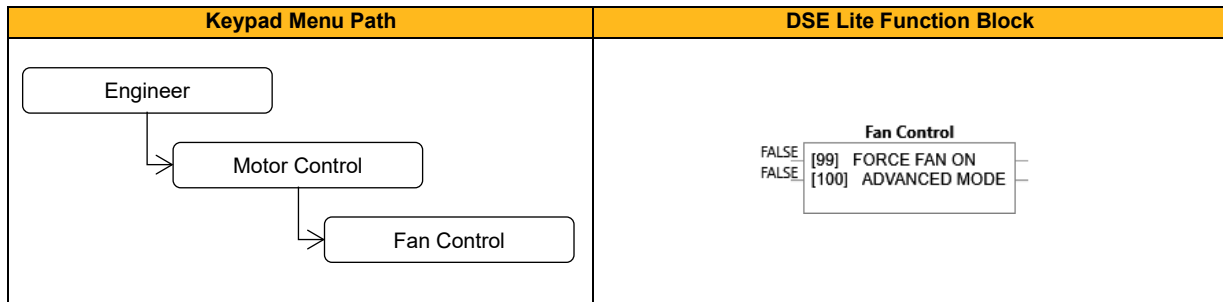 Keypad Menu Path
DSE Lite Function Block
Engineer
Motor Control
Fan Control
Fan Control
FALSE [99] FORCE FAN ON
FALSE [100] ADVANCED MODE